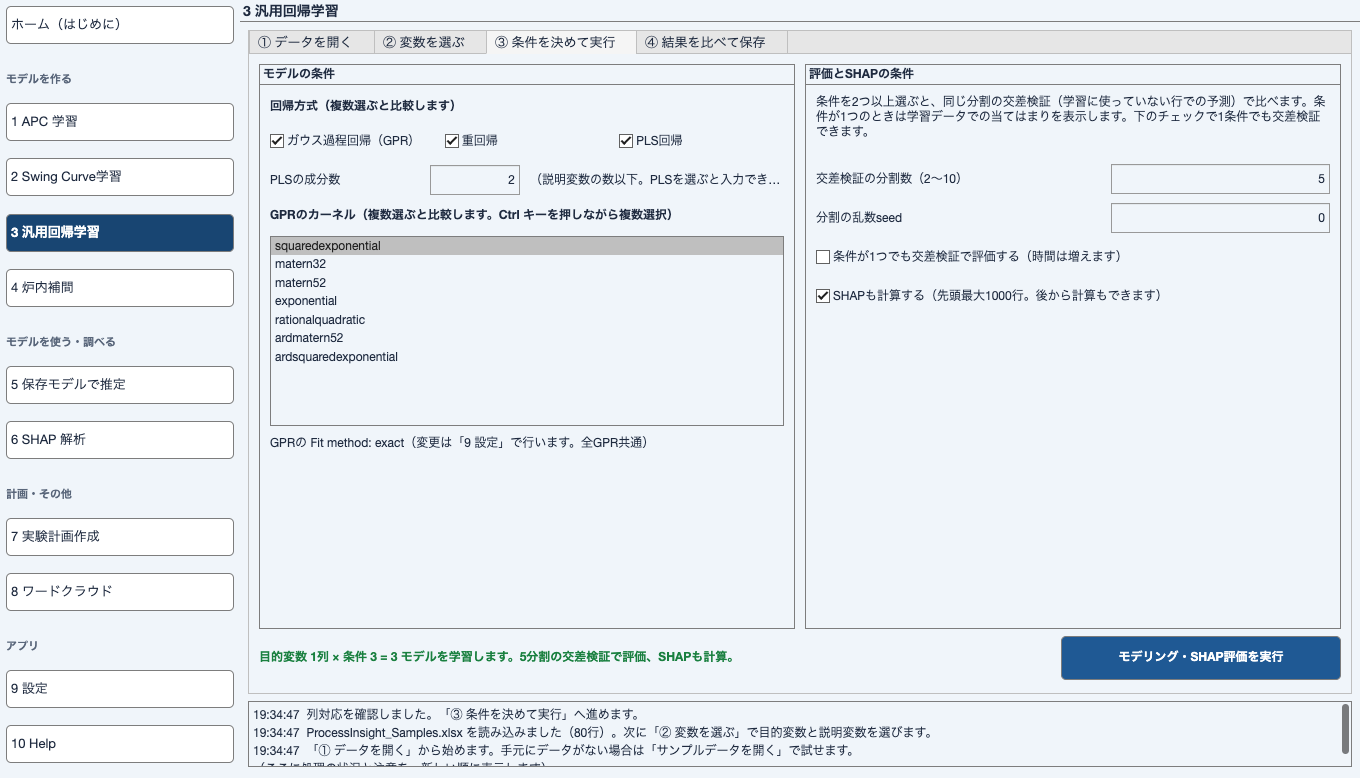 ホーム（はじめに）
モデルを作る
1 APC 学習
2 Swing Curve学習
3 汎用回帰学習
4 炉内補間
モデルを使う・調べる
5 保存モデルで推定
6 SHAP 解析
計画・その他
7 実験計画作成
8 ワードクラウド
アプリ
9 設定
10 Help
3 汎用回帰学習
① データを開く
② 変数を選ぶ
③ 条件を決めて実行
④ 結果を比べて保存
モデルの条件
回帰方式（複数選ぶと比較します）
ガウス過程回帰（GPR）
重回帰
PLS回帰
PLSの成分数
2
（説明変数の数以下。PLSを選ぶと入力でき…
GPRのカーネル（複数選ぶと比較します。Ctrl キーを押しながら複数選択）
squaredexponential
matern32
matern52
exponential
rationalquadratic
ardmatern52
ardsquaredexponential
GPRの Fit method: exact（変更は「9 設定」で行います。全GPR共通）
評価とSHAPの条件
条件を2つ以上選ぶと、同じ分割の交差検証（学習に使っていない行での予測）で比べます。条
件が1つのときは学習データでの当てはまりを表示します。下のチェックで1条件でも交差検証
できます。
交差検証の分割数（2～10）
5
分割の乱数seed
0
条件が1つでも交差検証で評価する（時間は増えます）
SHAPも計算する（先頭最大1000行。後から計算もできます）
目的変数 1列 × 条件 3 = 3 モデルを学習します。5分割の交差検証で評価、SHAPも計算。
モデリング・SHAP評価を実行
19:34:47 列対応を確認しました。「③ 条件を決めて実行」へ進めます。
19:34:47 ProcessInsight_Samples.xlsx を読み込みました（80行）。次に「② 変数を選ぶ」で目的変数と説明変数を選びます。
19:34:47 「① データを開く」から始めます。手元にデータがない場合は「サンプルデータを開く」で試せます。